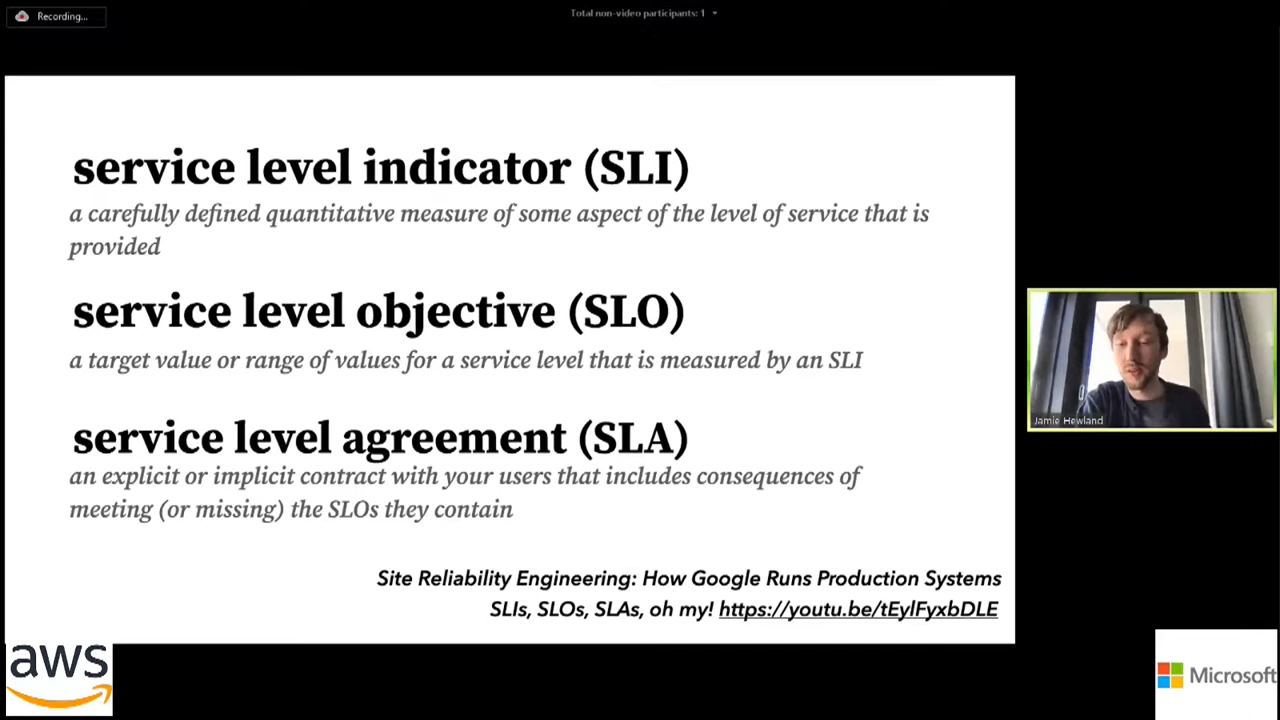 Recording...
Total non-video participants: 1
service level indicator (SLI)
a carefully defined quantitative measure of some aspect of the level of service that is
provided
service level objective (SLO)
a target value or range of values for a service level that is measured by an SLI
service level agreement (SLA)
an explicit or implicit contract with your users that includes consequences of
meeting (or missing) the SLOs they contain
Site Reliability Engineering: How Google Runs Production Systems
SLIs, SLOs, SLAs, oh my! https://youtu.be/tEylFyxbDLE
Jamie Hewland
aws
Microsoft